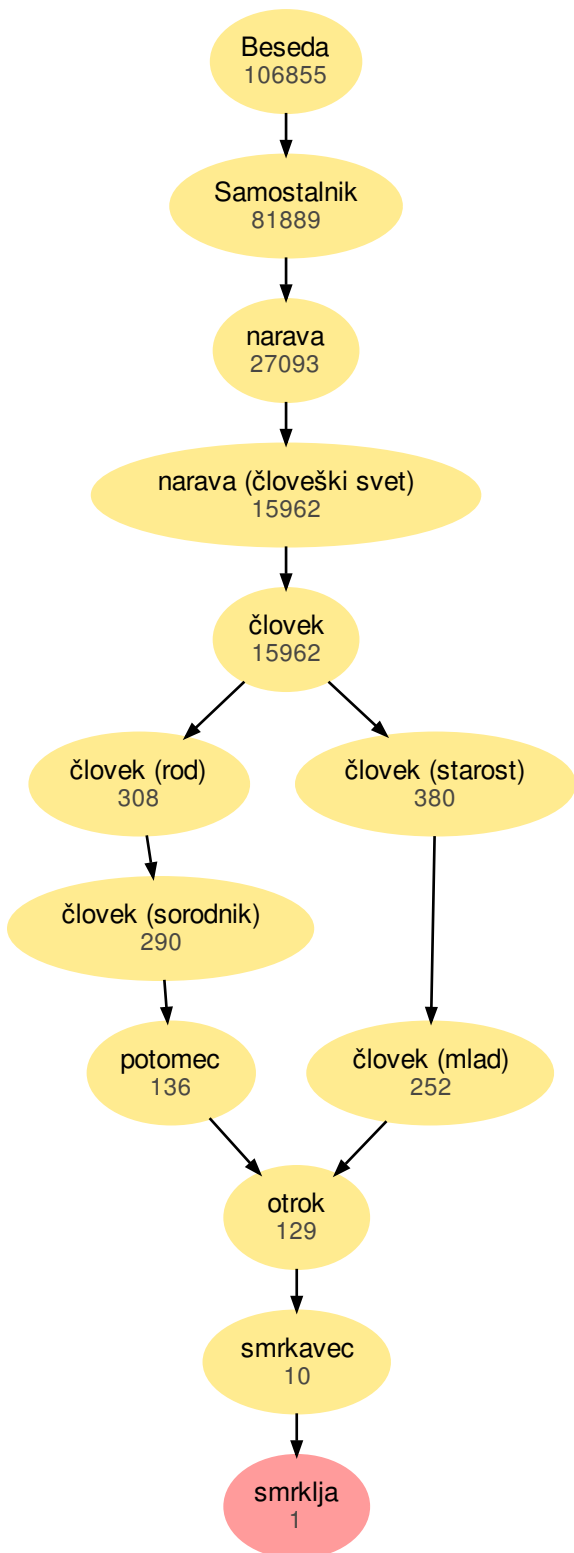 Beseda
106855
Samostalnik
81889
narava
27093
narava (človeški svet)
15962
človek
15962
človek (rod)
308
človek (starost)
380
človek (sorodnik)
290
potomec
136
človek (mlad)
252
otrok
129
smrkavec
10
smrklja
1